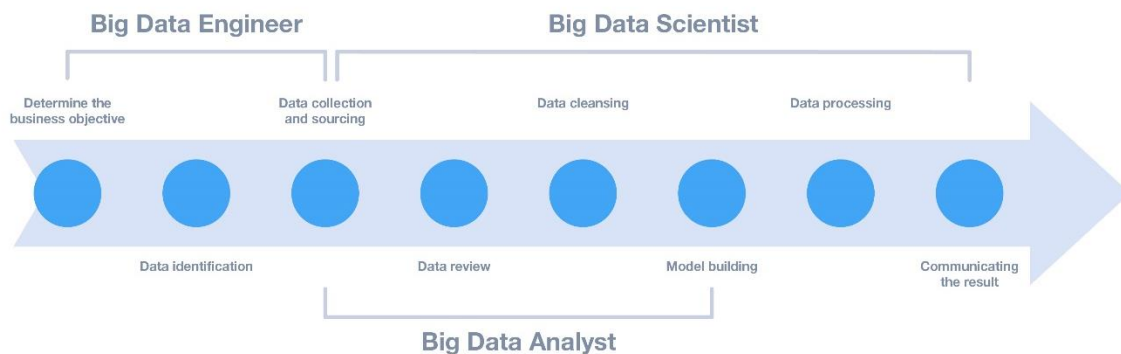 Big Data Engineer
Big Data Scientist
Determine the
business objective
Data collection
and sourcing
Data cleansing
Data processing
Data identification
Data review
Model building
Communicating
the result
Big Data Analyst